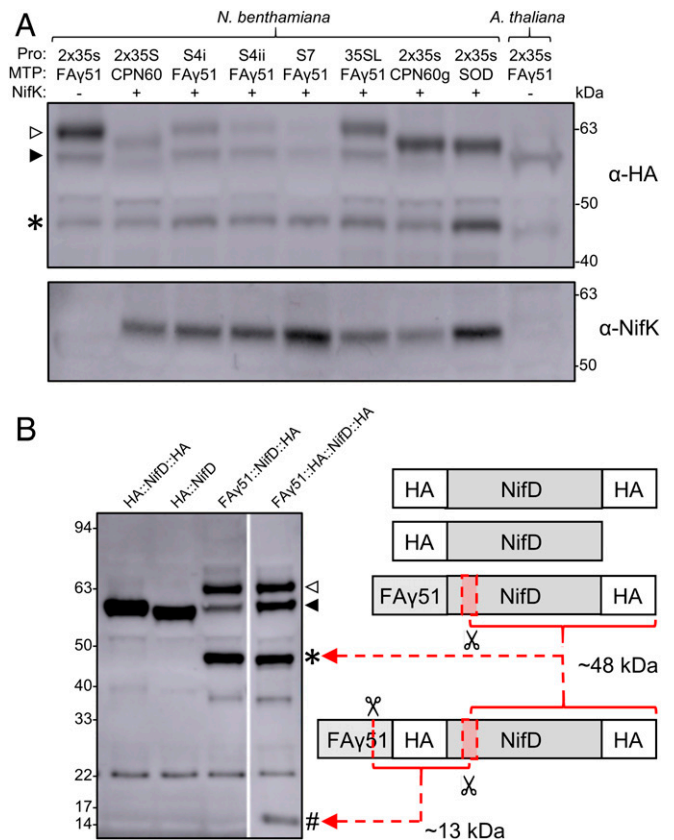 A
N. benthamiana A. thaliana
Pro: 2x35s 2x35S S4i S4ii S7 35SL 2x35s 2x35s 2x35s
MTP: FAγ51 CPN60 FAγ51 FAγ51 FAγ51 FAγ51 CPN60g SOD FAγ51
NifK: - + + + + + + + -
kDa
▷ -63
▶
α-HA
-50
*
-40
-63
α-NifK
-50
B
HA::NifD::HA HA::NifD FAγ51::NifD::HA FAγ51::HA::NifD::HA
94-
63-
50-
40-
33-
22-
17-
14-
▷
◀
*
#
HA NifD HA
HA NifD
FAγ51 NifD HA
~48 kDa
FAγ51 HA NifD HA
~13 kDa